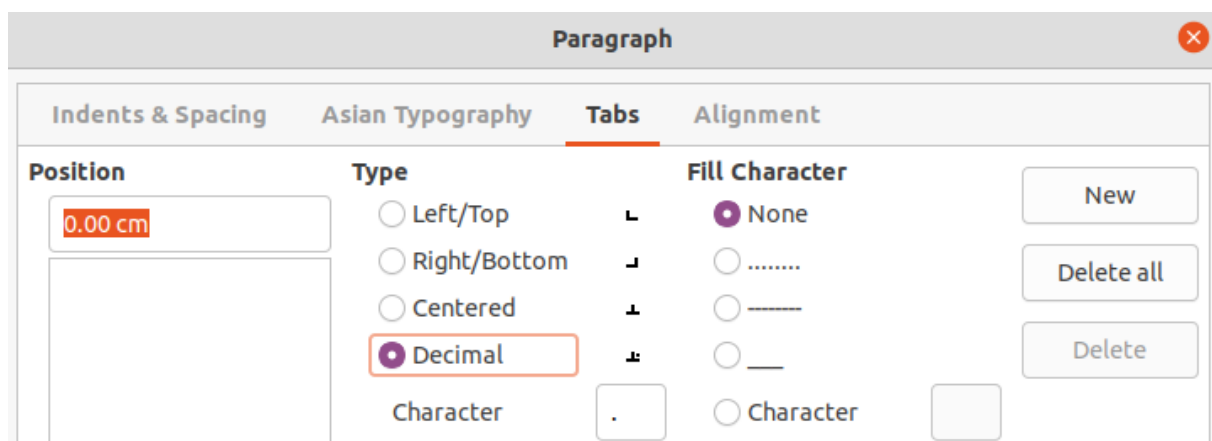 Paragraph
Indents & Spacing Asian Typography Tabs Alignment
Position Type Fill Character
New
0.00 cm Left/Top None
Right/Bottom ........
Delete all
Centered --------
Decimal ___
Delete
Character . Character